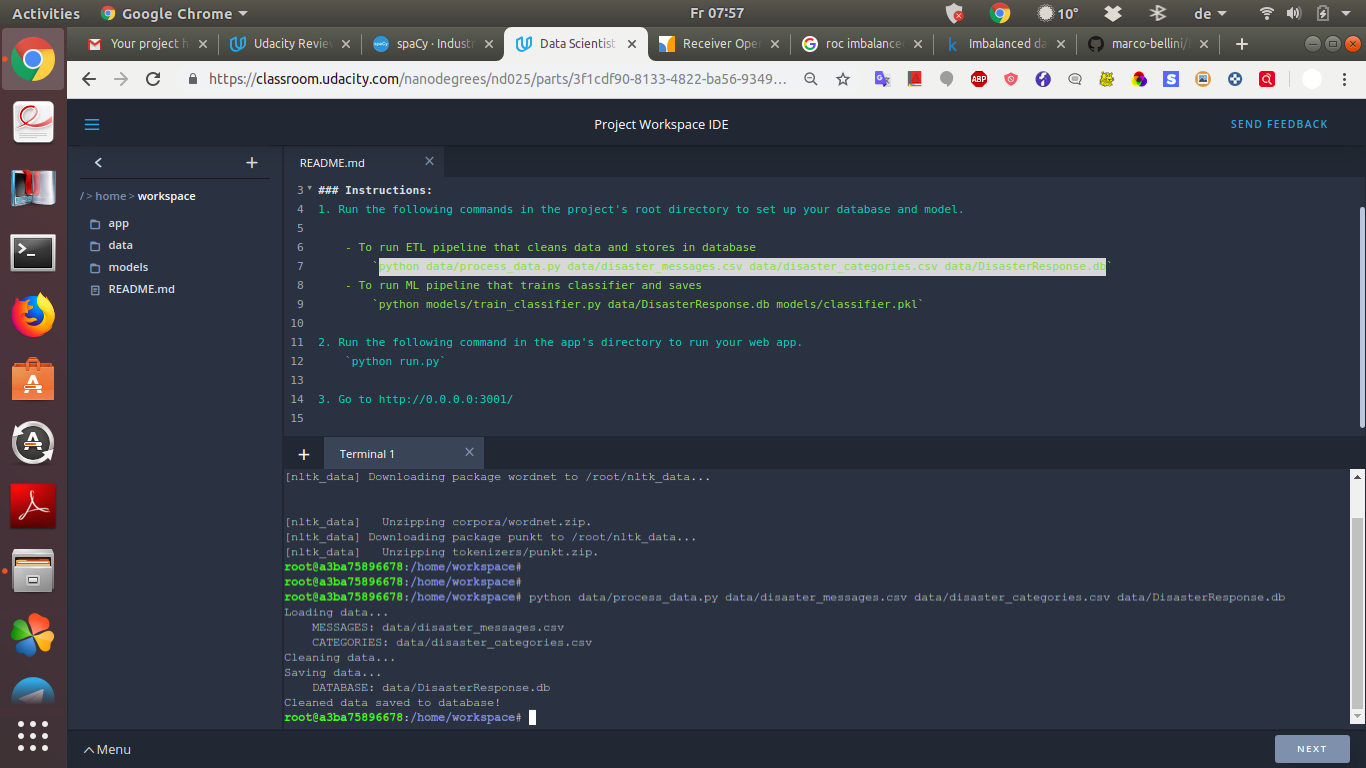 Activities
Google Chrome
Fr 07:57
10°
de
Your project h
Udacity Review
spaCy · Industr
Data Scientist
Receiver Oper
roc imbalance
Imbalanced da
marco-bellini/
https://classroom.udacity.com/nanodegrees/nd025/parts/3f1cdf90-8133-4822-ba56-9349...
ABP
S
Project Workspace IDE
SEND FEEDBACK
/ > home > workspace
app
data
models
README.md
README.md
3 ### Instructions:
4 1. Run the following commands in the project's root directory to set up your database and model.
5
6 - To run ETL pipeline that cleans data and stores in database
7 `python data/process_data.py data/disaster_messages.csv data/disaster_categories.csv data/DisasterResponse.db`
8 - To run ML pipeline that trains classifier and saves
9 `python models/train_classifier.py data/DisasterResponse.db models/classifier.pkl`
10
11 2. Run the following command in the app's directory to run your web app.
12 `python run.py`
13
14 3. Go to http://0.0.0.0:3001/
15
Terminal 1
[nltk_data] Downloading package wordnet to /root/nltk_data...
[nltk_data]   Unzipping corpora/wordnet.zip.
[nltk_data] Downloading package punkt to /root/nltk_data...
[nltk_data]   Unzipping tokenizers/punkt.zip.
root@a3ba75896678:/home/workspace#
root@a3ba75896678:/home/workspace#
root@a3ba75896678:/home/workspace# python data/process_data.py data/disaster_messages.csv data/disaster_categories.csv data/DisasterResponse.db
Loading data...
MESSAGES: data/disaster_messages.csv
CATEGORIES: data/disaster_categories.csv
Cleaning data...
Saving data...
DATABASE: data/DisasterResponse.db
Cleaned data saved to database!
root@a3ba75896678:/home/workspace#
Menu
NEXT